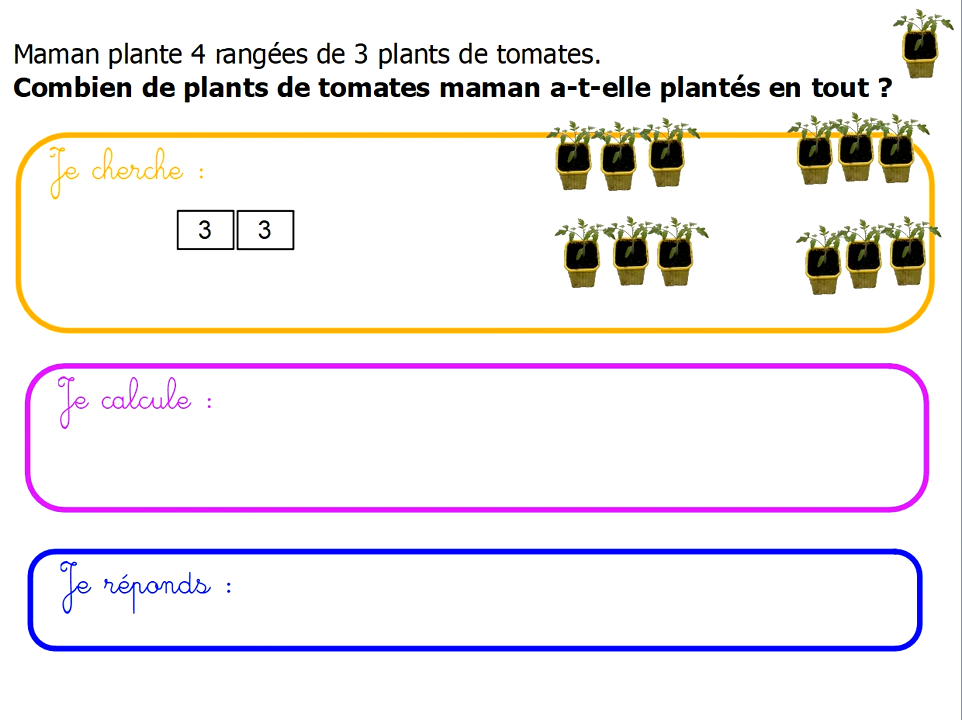 Maman plante 4 rangées de 3 plants de tomates.
Combien de plants de tomates maman a-t-elle plantés en tout ?
Je cherche :
3 3
Je calcule :
Je réponds :